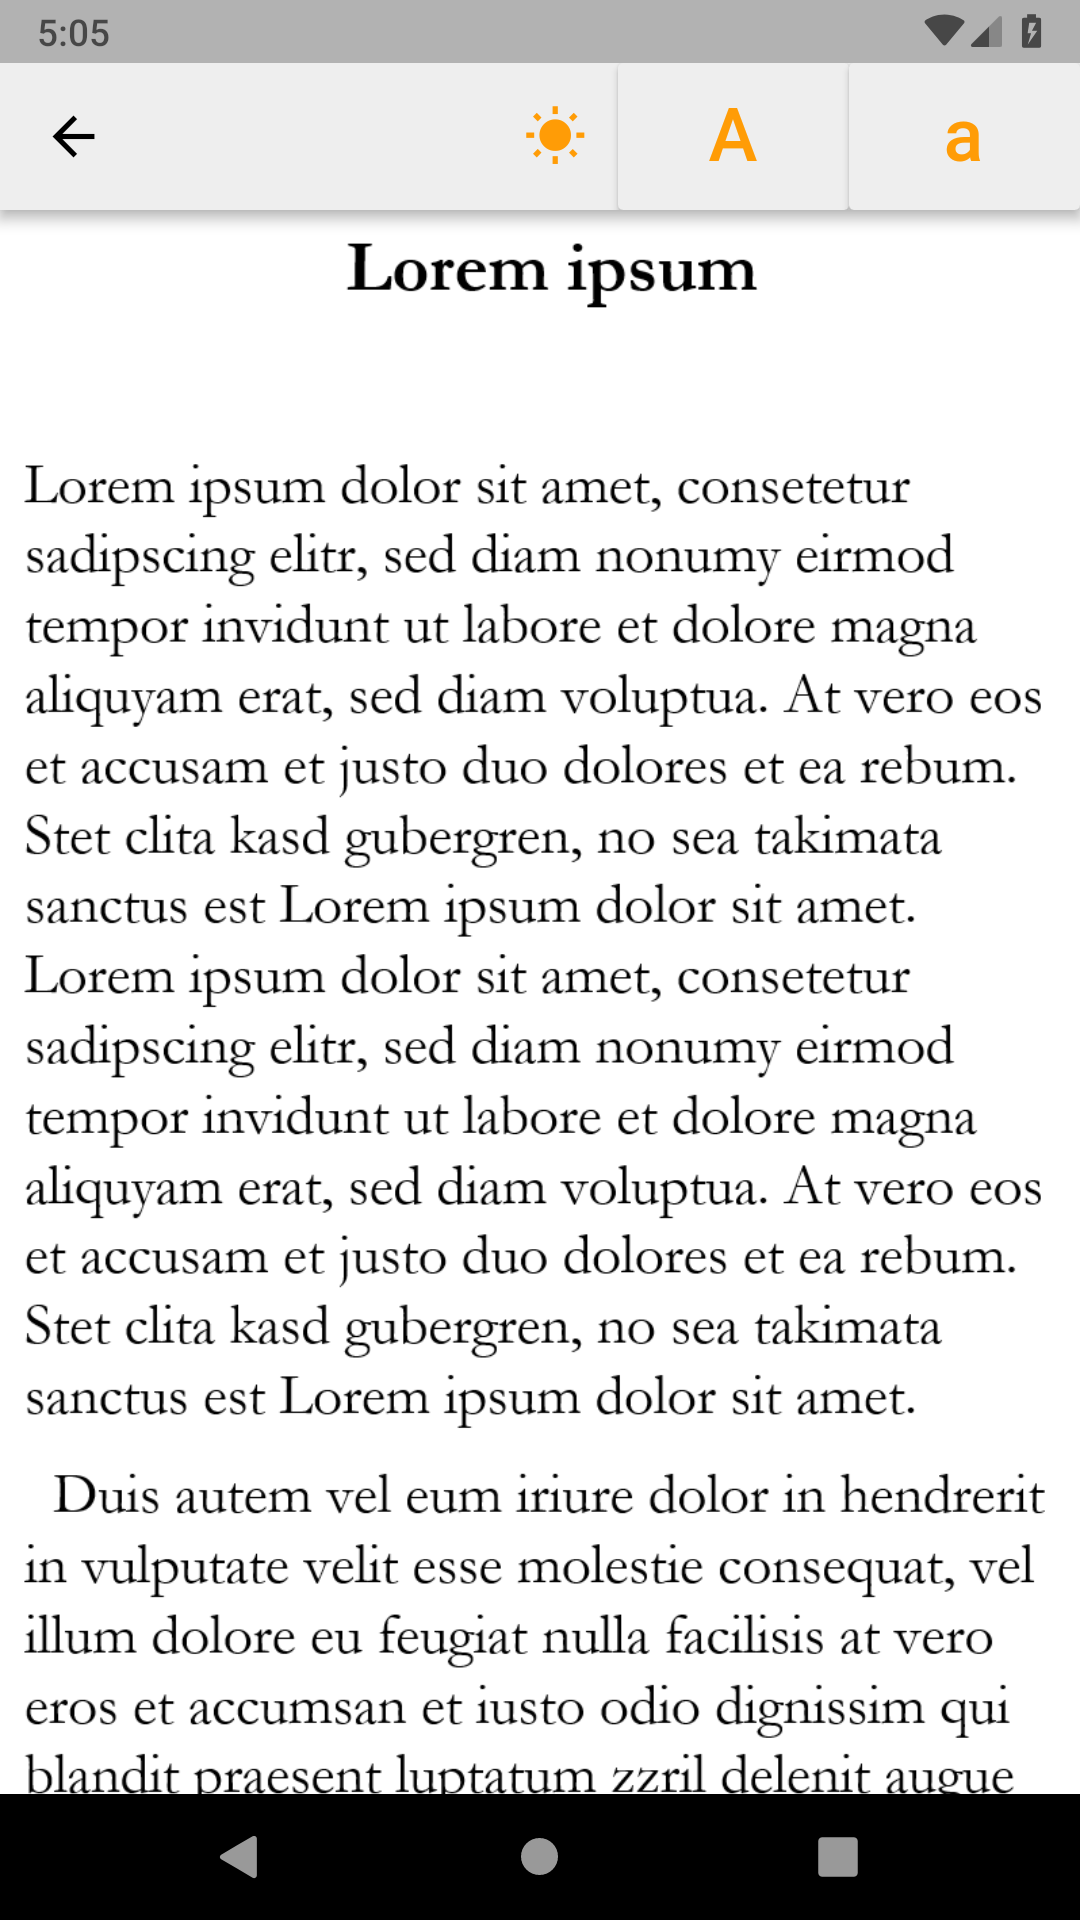 5:05
A a
Lorem ipsum
Lorem ipsum dolor sit amet, consetetur
sadipscing elitr, sed diam nonumy eirmod
tempor invidunt ut labore et dolore magna
aliquyam erat, sed diam voluptua. At vero eos
et accusam et justo duo dolores et ea rebum.
Stet clita kasd gubergren, no sea takimata
sanctus est Lorem ipsum dolor sit amet.
Lorem ipsum dolor sit amet, consetetur
sadipscing elitr, sed diam nonumy eirmod
tempor invidunt ut labore et dolore magna
aliquyam erat, sed diam voluptua. At vero eos
et accusam et justo duo dolores et ea rebum.
Stet clita kasd gubergren, no sea takimata
sanctus est Lorem ipsum dolor sit amet.
Duis autem vel eum iriure dolor in hendrerit
in vulputate velit esse molestie consequat, vel
illum dolore eu feugiat nulla facilisis at vero
eros et accumsan et iusto odio dignissim qui
blandit praesent luptatum zzril delenit augue